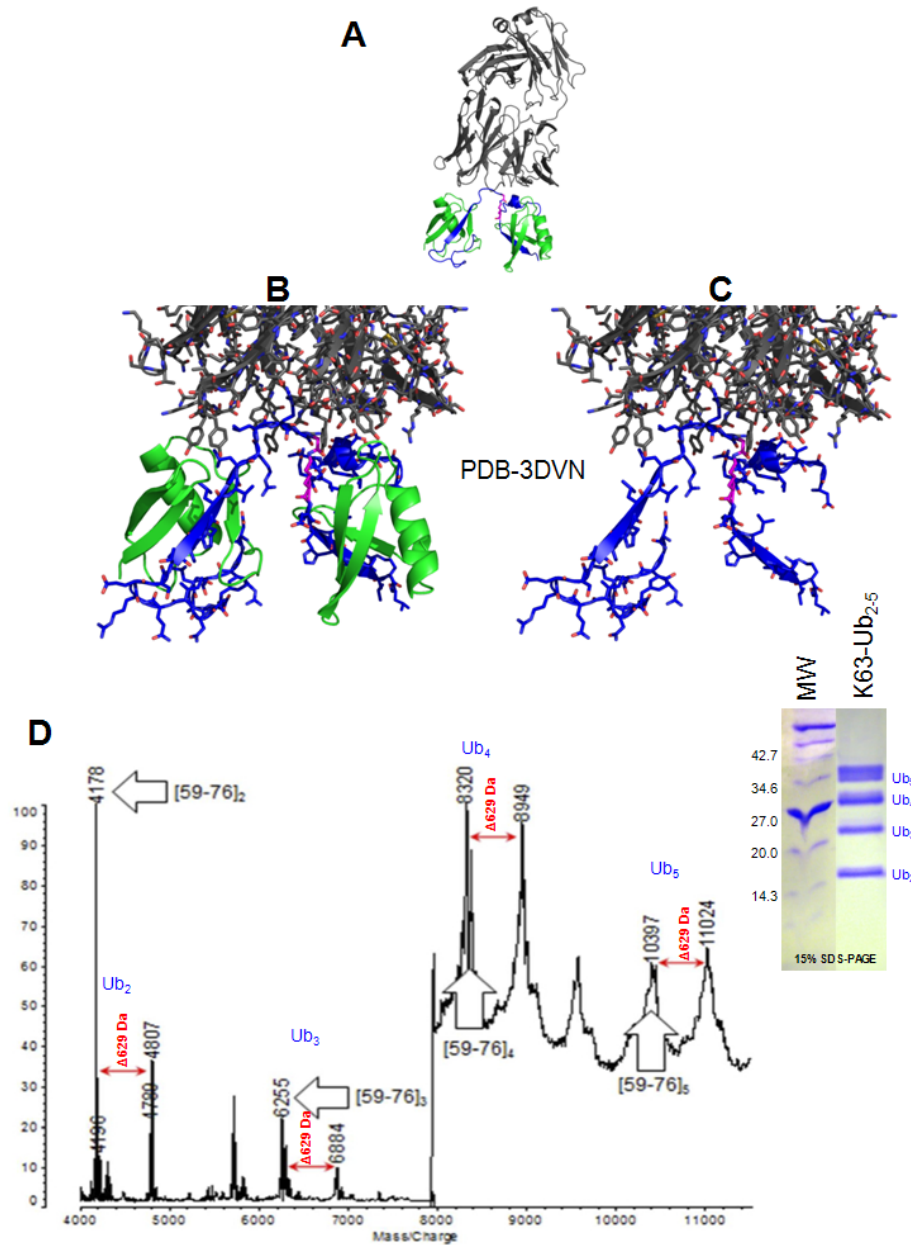 A
B
C
PDB-3DVN
MW
K63-Ub2-5
42.7
34.6
27.0
20.0
14.3
15% SDS-PAGE
D
4178
[59-76]2
Ub2
Δ629 Da
4196
4790
4807
Ub3
6255
[59-76]3
Δ629 Da
6884
Ub4
8320
Δ629 Da
8949
[59-76]4
Ub5
10397
Δ629 Da
11024
[59-76]5
100
90
80
70
60
50
40
30
20
10
0
4000 5000 6000 7000 8000 9000 10000 11000
Mass/Charge